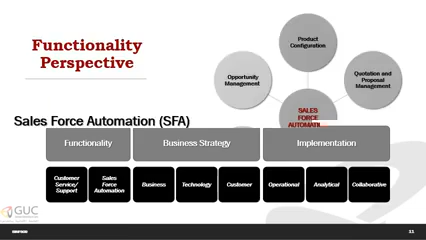 Functionality
Perspective
Product
Configuration
Opportunity
Management
Quotation and
Proposal
Management
SALES
FORCE
Sales Force Automation (SFA)
Functionality
Business Strategy
Implementation
Customer
Service/
Support
Sales
Force
Automation
Business
Technology
Customer
Operational
Analytical
Collaborative
GUC
11